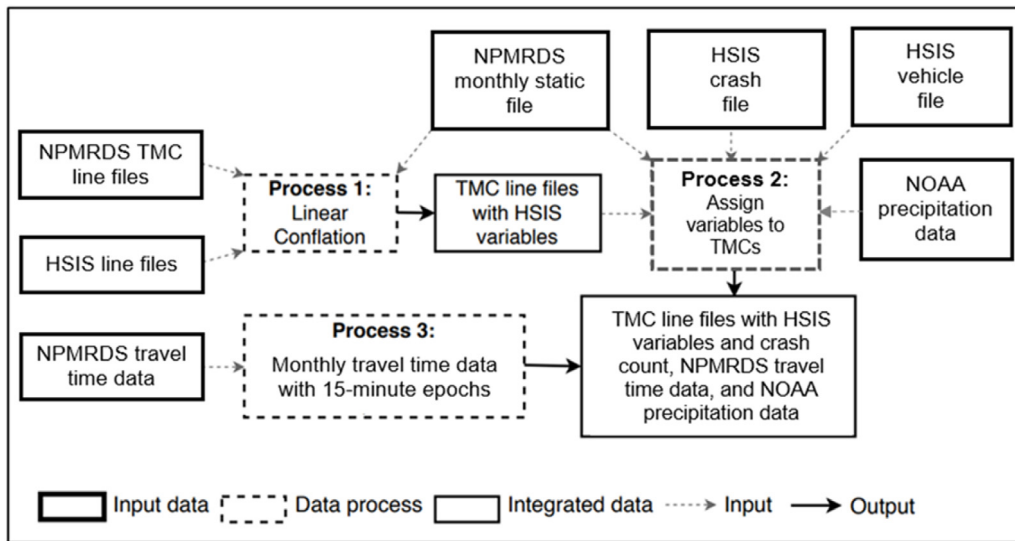 NPMRDS
monthly static
file
HSIS
crash
file
HSIS
vehicle
file
NPMRDS TMC
line files
Process 1:
Linear
Conflation
TMC line files
with HSIS
variables
Process 2:
Assign
variables to
TMCs
NOAA
precipitation
data
HSIS line files
NPMRDS travel
time data
Process 3:
Monthly travel time data
with 15-minute epochs
TMC line files with HSIS
variables and crash
count, NPMRDS travel
time data, and NOAA
precipitation data
Input data
Data process
Integrated data
Input
Output